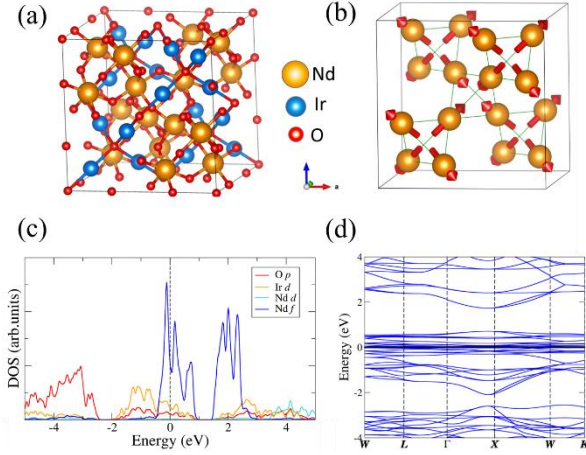 (a)
(b)
Nd
Ir
O
a
(c)
(d)
DOS (arb.units)
O p
Ir d
Nd d
Nd f
-4 -2 0 2 4
Energy (eV)
Energy (eV)
4
2
0
-2
-4
W L Γ X W K